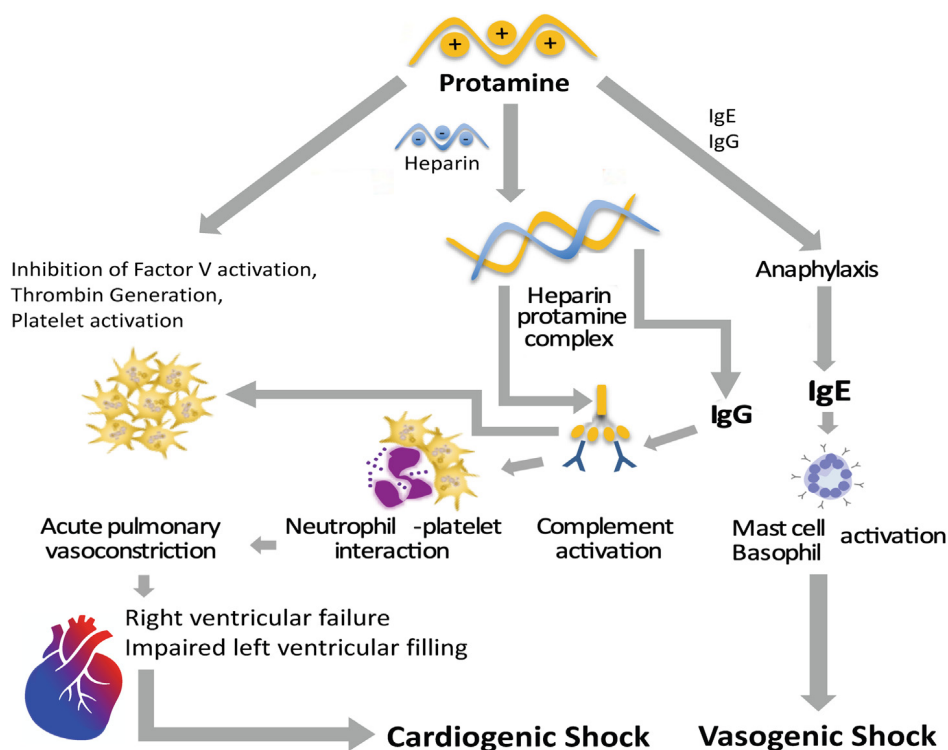 + + +
Protamine
IgE
IgG
- - -
Heparin
Inhibition of Factor V activation,
Thrombin Generation,
Platelet activation
Heparin
protamine
complex
Anaphylaxis
IgG
IgE
Acute pulmonary
vasoconstriction
Neutrophil -platelet
interaction
Complement
activation
Mast cell
Basophil
activation
Right ventricular failure
Impaired left ventricular filling
Cardiogenic Shock
Vasogenic Shock